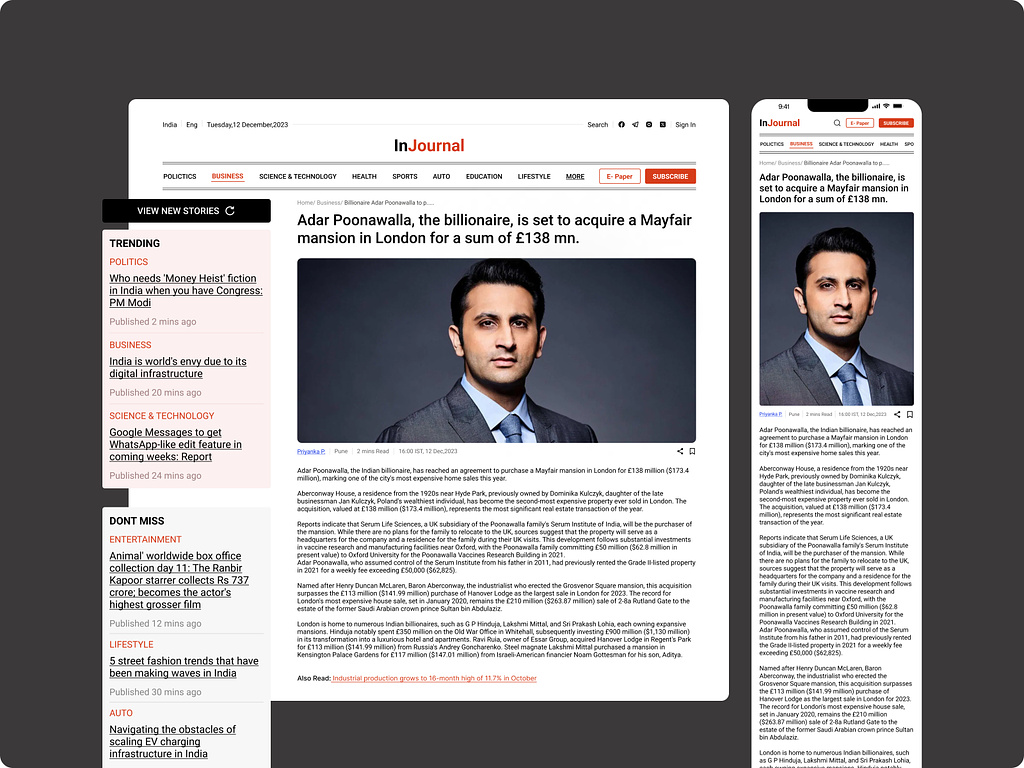 India Eng Tuesday,12 December,2023
Search Sign In
InJournal
POLICTICS BUSINESS SCIENCE & TECHNOLOGY HEALTH SPORTS AUTO EDUCATION LIFESTYLE MORE E- Paper SUBSCRIBE
VIEW NEW STORIES
TRENDING
POLITICS
Who needs 'Money Heist' fiction
in India when you have Congress:
PM Modi
Published 2 mins ago
BUSINESS
India is world's envy due to its
digital infrastructure
Published 20 mins ago
SCIENCE & TECHNOLOGY
Google Messages to get
WhatsApp-like edit feature in
coming weeks: Report
Published 24 mins ago
DONT MISS
ENTERTAINMENT
Animal' worldwide box office
collection day 11: The Ranbir
Kapoor starrer collects Rs 737
crore; becomes the actor's
highest grosser film
Published 12 mins ago
LIFESTYLE
5 street fashion trends that have
been making waves in India
Published 30 mins ago
AUTO
Navigating the obstacles of
scaling EV charging
infrastructure in India
Home/ Business/ Billionaire Adar Poonawalla to p.....
Adar Poonawalla, the billionaire, is set to acquire a Mayfair
mansion in London for a sum of £138 mn.
Priyanka P. Pune 2 mins Read 16:00 IST, 12 Dec,2023
Adar Poonawalla, the Indian billionaire, has reached an agreement to purchase a Mayfair mansion in London for £138 million ($173.4
million), marking one of the city's most expensive home sales this year.
Aberconway House, a residence from the 1920s near Hyde Park, previously owned by Dominika Kulczyk, daughter of the late
businessman Jan Kulczyk, Poland's wealthiest individual, has become the second-most expensive property ever sold in London. The
acquisition, valued at £138 million ($173.4 million), represents the most significant real estate transaction of the year.
Reports indicate that Serum Life Sciences, a UK subsidiary of the Poonawalla family's Serum Institute of India, will be the purchaser of
the mansion. While there are no plans for the family to relocate to the UK, sources suggest that the property will serve as a
headquarters for the company and a residence for the family during their UK visits. This development follows substantial investments
in vaccine research and manufacturing facilities near Oxford, with the Poonawalla family committing £50 million ($62.8 million in
present value) to Oxford University for the Poonawalla Vaccines Research Building in 2021.
Adar Poonawalla, who assumed control of the Serum Institute from his father in 2011, had previously rented the Grade II-listed property
in 2021 for a weekly fee exceeding £50,000 ($62,825).
Named after Henry Duncan McLaren, Baron Aberconway, the industrialist who erected the Grosvenor Square mansion, this acquisition
surpasses the £113 million ($141.99 million) purchase of Hanover Lodge as the largest sale in London for 2023. The record for
London's most expensive house sale, set in January 2020, remains the £210 million ($263.87 million) sale of 2-8a Rutland Gate to the
estate of the former Saudi Arabian crown prince Sultan bin Abdulaziz.
London is home to numerous Indian billionaires, such as G P Hinduja, Lakshmi Mittal, and Sri Prakash Lohia, each owning expensive
mansions. Hinduja notably spent £350 million on the Old War Office in Whitehall, subsequently investing £900 million ($1,130 million)
in its transformation into a luxurious hotel and apartments. Ravi Ruia, owner of Essar Group, acquired Hanover Lodge in Regent's Park
for £113 million ($141.99 million) from Russia's Andrey Goncharenko. Steel magnate Lakshmi Mittal purchased a mansion in
Kensington Palace Gardens for £117 million ($147.01 million) from Israeli-American financier Noam Gottesman for his son, Aditya.
Also Read: Industrial production grows to 16-month high of 11.7% in October
9:41
InJournal E- Paper SUBSCRIBE
POLICTICS BUSINESS SCIENCE & TECHNOLOGY HEALTH SPO
Home/ Business/ Billionaire Adar Poonawalla to p.....
Adar Poonawalla, the billionaire, is
set to acquire a Mayfair mansion in
London for a sum of £138 mn.
Priyanka P. Pune 2 mins Read 16:00 IST, 12 Dec,2023
Adar Poonawalla, the Indian billionaire, has reached an
agreement to purchase a Mayfair mansion in London
for £138 million ($173.4 million), marking one of the
city's most expensive home sales this year.
Aberconway House, a residence from the 1920s near
Hyde Park, previously owned by Dominika Kulczyk,
daughter of the late businessman Jan Kulczyk,
Poland's wealthiest individual, has become the
second-most expensive property ever sold in London.
The acquisition, valued at £138 million ($173.4
million), represents the most significant real estate
transaction of the year.
Reports indicate that Serum Life Sciences, a UK
subsidiary of the Poonawalla family's Serum Institute
of India, will be the purchaser of the mansion. While
there are no plans for the family to relocate to the UK,
sources suggest that the property will serve as a
headquarters for the company and a residence for the
family during their UK visits. This development follows
substantial investments in vaccine research and
manufacturing facilities near Oxford, with the
Poonawalla family committing £50 million ($62.8
million in present value) to Oxford University for the
Poonawalla Vaccines Research Building in 2021.
Adar Poonawalla, who assumed control of the Serum
Institute from his father in 2011, had previously rented
the Grade II-listed property in 2021 for a weekly fee
exceeding £50,000 ($62,825).
Named after Henry Duncan McLaren, Baron
Aberconway, the industrialist who erected the
Grosvenor Square mansion, this acquisition surpasses
the £113 million ($141.99 million) purchase of
Hanover Lodge as the largest sale in London for 2023.
The record for London's most expensive house sale,
set in January 2020, remains the £210 million
($263.87 million) sale of 2-8a Rutland Gate to the
estate of the former Saudi Arabian crown prince Sultan
bin Abdulaziz.
London is home to numerous Indian billionaires, such
as G P Hinduja, Lakshmi Mittal, and Sri Prakash Lohia,
each owning expensive mansions. Hinduja notably